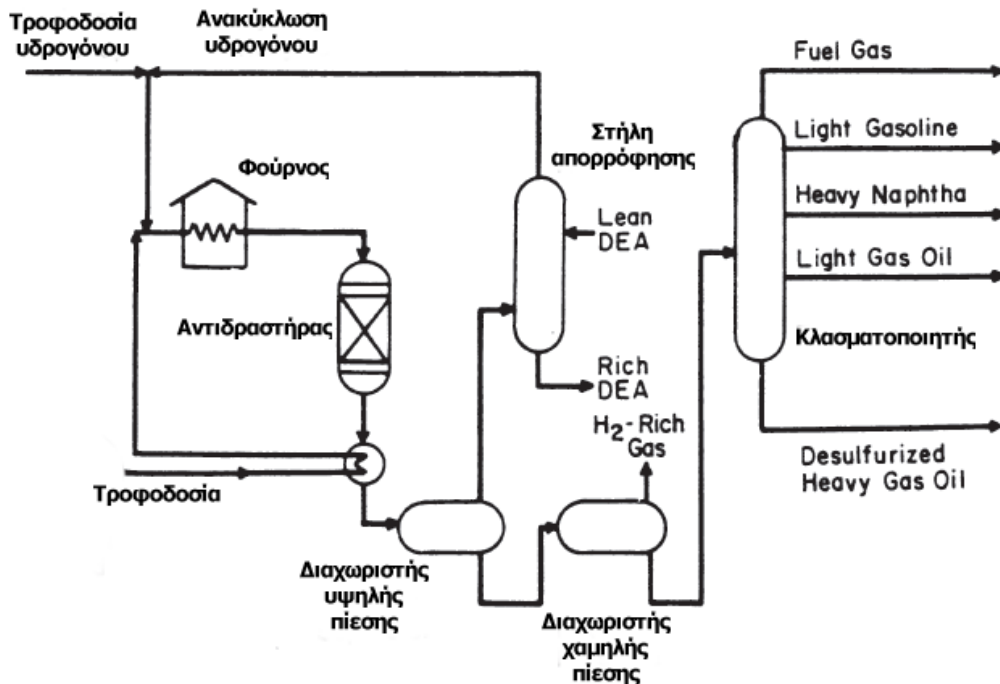 Τροφοδοσία
υδρογόνου
Ανακύκλωση
υδρογόνου
Φούρνος
Αντιδραστήρας
Τροφοδοσία
Διαχωριστής
υψηλής
πίεσης
Στήλη
απορρόφησης
Lean
DEA
Rich
DEA
H2-Rich
Gas
Διαχωριστής
χαμηλής
πίεσης
Fuel Gas
Light Gasoline
Heavy Naphtha
Light Gas Oil
Κλασματοποιητής
Desulfurized
Heavy Gas Oil